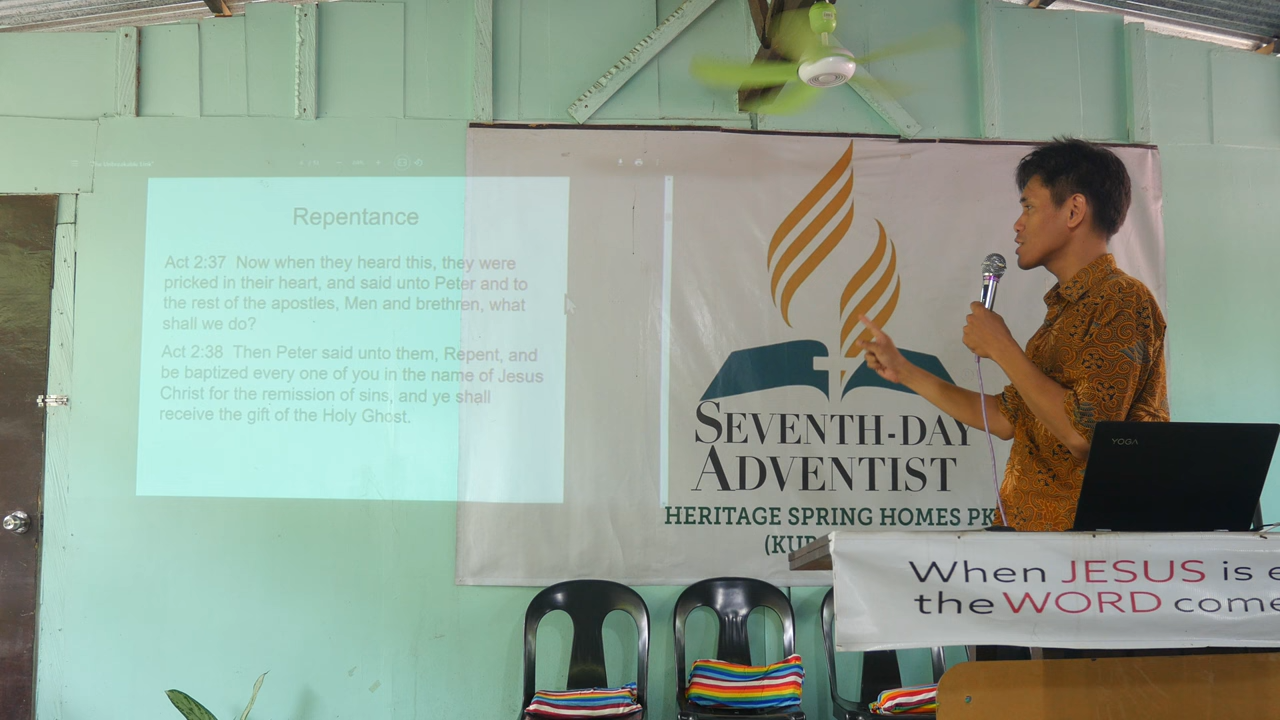 Repentance
Act 2:37 Now when they heard this, they were
pricked in their heart, and said unto Peter and to
the rest of the apostles, Men and brethren, what
shall we do?
Act 2:38 Then Peter said unto them, Repent, and
be baptized every one of you in the name of Jesus
Christ for the remission of sins, and ye shall
receive the gift of the Holy Ghost.
SEVENTH-DAY
ADVENTIST
HERITAGE SPRING HOMES PK
YOGA
When JESUS is
the WORD come